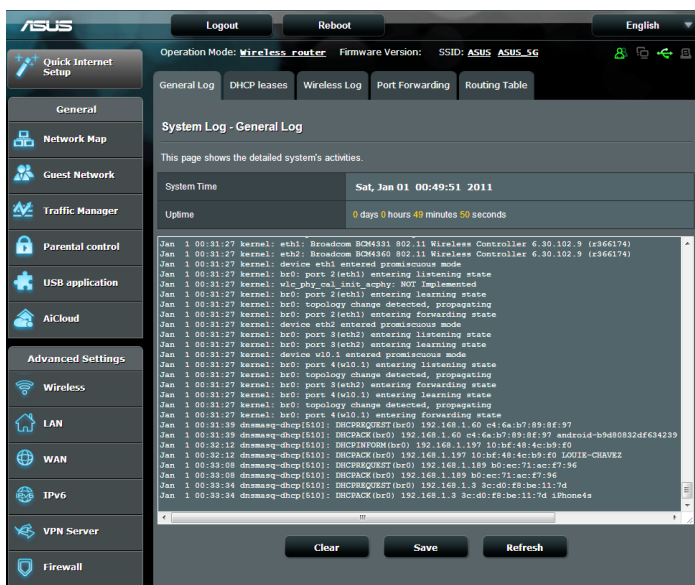 ASUS
Logout
Reboot
English
Quick Internet
Setup
Operation Mode: Wireless router Firmware Version: SSID: ASUS ASUS_5G
General Log
DHCP leases
Wireless Log
Port Forwarding
Routing Table
General
Network Map
Guest Network
Traffic Manager
Parental control
USB application
AiCloud
Advanced Settings
Wireless
LAN
WAN
IPv6
IPv6
VPN Server
Firewall
System Log - General Log
This page shows the detailed system's activities.
System Time Sat, Jan 01 00:49:51 2011
Uptime 0 days 0 hours 49 minutes 50 seconds
Jan 1 00:31:27 kernel: eth1: Broadcom BCM4331 802.11 Wireless Controller 6.30.102.9 (r366174)
Jan 1 00:31:27 kernel: eth2: Broadcom BCM4360 802.11 Wireless Controller 6.30.102.9 (r366174)
Jan 1 00:31:27 kernel: device eth1 entered promiscuous mode
Jan 1 00:31:27 kernel: br0: port 2(eth1) entering listening state
Jan 1 00:31:27 kernel: wlc_phy_cal_init_acphy: NOT Implemented
Jan 1 00:31:27 kernel: br0: port 2(eth1) entering learning state
Jan 1 00:31:27 kernel: br0: topology change detected, propagating
Jan 1 00:31:27 kernel: br0: port 2(eth1) entering forwarding state
Jan 1 00:31:27 kernel: device eth2 entered promiscuous mode
Jan 1 00:31:27 kernel: br0: port 3(eth2) entering listening state
Jan 1 00:31:27 kernel: br0: port 3(eth2) entering learning state
Jan 1 00:31:27 kernel: device wl0.1 entered promiscuous mode
Jan 1 00:31:27 kernel: br0: port 4(wl0.1) entering listening state
Jan 1 00:31:27 kernel: br0: topology change detected, propagating
Jan 1 00:31:27 kernel: br0: port 3(eth2) entering forwarding state
Jan 1 00:31:27 kernel: br0: port 4(wl0.1) entering learning state
Jan 1 00:31:27 kernel: br0: topology change detected, propagating
Jan 1 00:31:27 kernel: br0: port 4(wl0.1) entering forwarding state
Jan 1 00:31:39 dnsmasq-dhcp[510]: DHCPREQUEST(br0) 192.168.1.60 c4:6a:b7:89:8f:97
Jan 1 00:31:39 dnsmasq-dhcp[510]: DHCPACK(br0) 192.168.1.60 c4:6a:b7:89:8f:97 android-b9d80832df634239
Jan 1 00:32:12 dnsmasq-dhcp[510]: DHCPINFORM(br0) 192.168.1.197 10:bf:48:4c:b9:f0
Jan 1 00:32:12 dnsmasq-dhcp[510]: DHCPACK(br0) 192.168.1.197 10:bf:48:4c:b9:f0 LOUIE-CHAVEZ
Jan 1 00:33:08 dnsmasq-dhcp[510]: DHCPREQUEST(br0) 192.168.1.189 b0:ec:71:ac:f7:96
Jan 1 00:33:08 dnsmasq-dhcp[510]: DHCPACK(br0) 192.168.1.189 b0:ec:71:ac:f7:96
Jan 1 00:33:34 dnsmasq-dhcp[510]: DHCPREQUEST(br0) 192.168.1.3 3c:d0:f8:be:11:7d
Jan 1 00:33:34 dnsmasq-dhcp[510]: DHCPACK(br0) 192.168.1.3 3c:d0:f8:be:11:7d iPhone4s
Clear
Save
Refresh